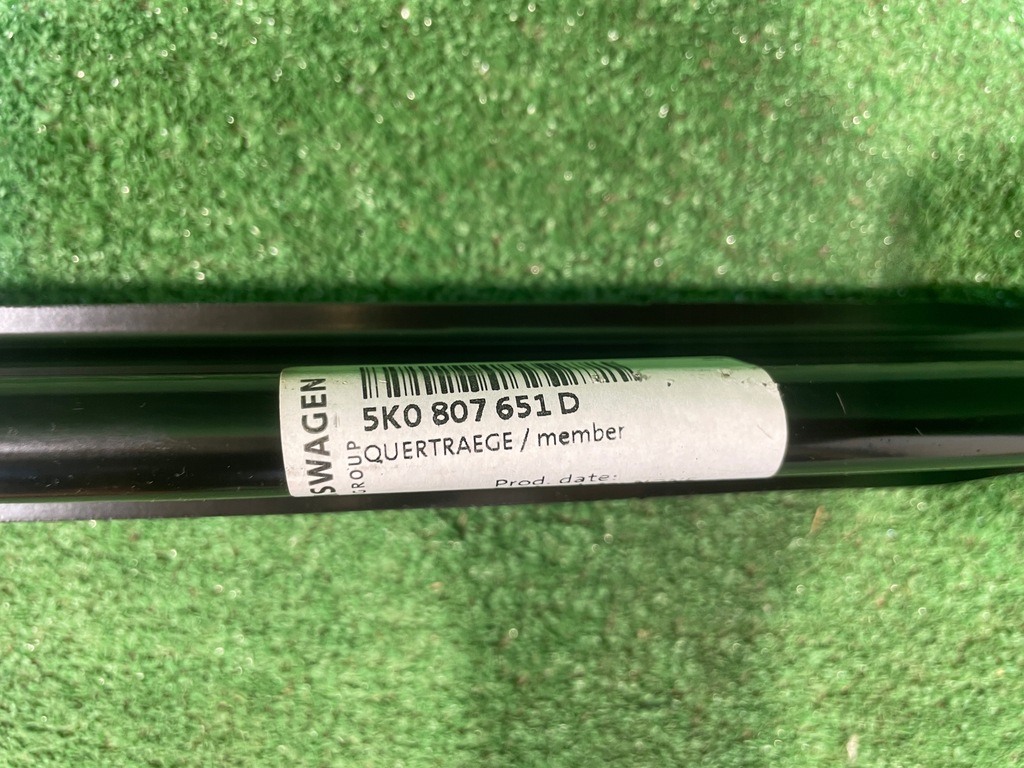 SWAGEN
GROUP
5K0 807 651 D
QUERTRAEGE / member
Prod. date: